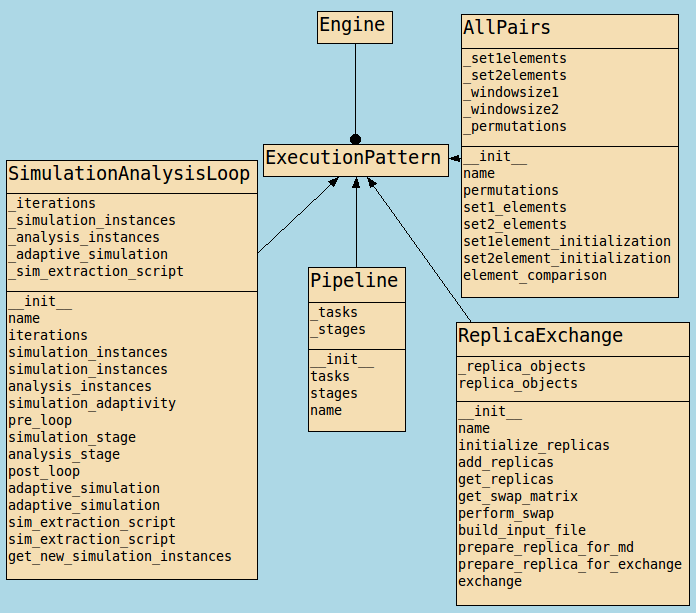 Engine
AllPairs
_set1elements
_set2elements
_windowsize1
_windowsize2
_permutations
__init__
name
permutations
set1_elements
set2_elements
set1element_initialization
set2element_initialization
element_comparison
ExecutionPattern
SimulationAnalysisLoop
_iterations
_simulation_instances
_analysis_instances
_adaptive_simulation
_sim_extraction_script
__init__
name
iterations
simulation_instances
simulation_instances
analysis_instances
simulation_adaptivity
pre_loop
simulation_stage
analysis_stage
post_loop
adaptive_simulation
adaptive_simulation
sim_extraction_script
sim_extraction_script
get_new_simulation_instances
Pipeline
_tasks
_stages
__init__
tasks
stages
name
ReplicaExchange
_replica_objects
replica_objects
__init__
name
initialize_replicas
add_replicas
get_replicas
get_swap_matrix
perform_swap
build_input_file
prepare_replica_for_md
prepare_replica_for_exchange
exchange